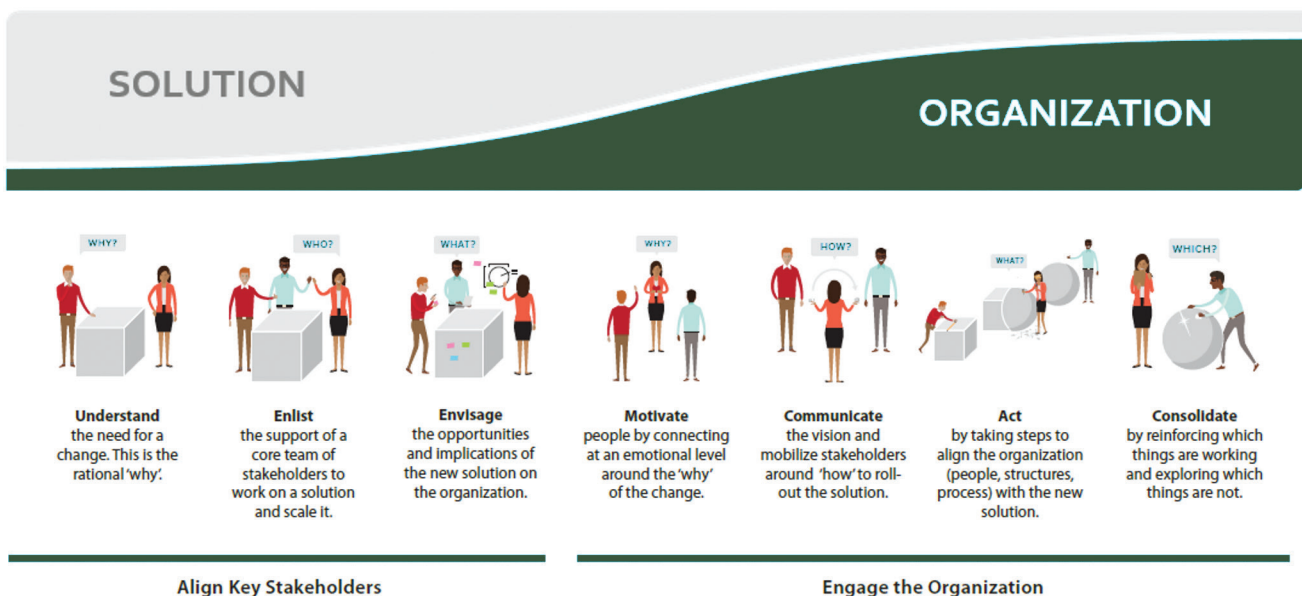 SOLUTION
ORGANIZATION
WHY?
WHO?
WHAT?
WHY?
HOW?
WHAT?
WHICH?
Understand
the need for a
change. This is the
rational ‘why’.
Enlist
the support of a
core team of
stakeholders to
work on a solution
and scale it.
Envisage
the opportunities
and implications of
the new solution on
the organization.
Motivate
people by connecting
at an emotional level
around the ‘why’
of the change.
Communicate
the vision and
mobilize stakeholders
around ‘how’ to roll-
out the solution.
Act
by taking steps to
align the organization
(people, structures,
process) with the new
solution.
Consolidate
by reinforcing which
things are working
and exploring which
things are not.
Align Key Stakeholders
Engage the Organization